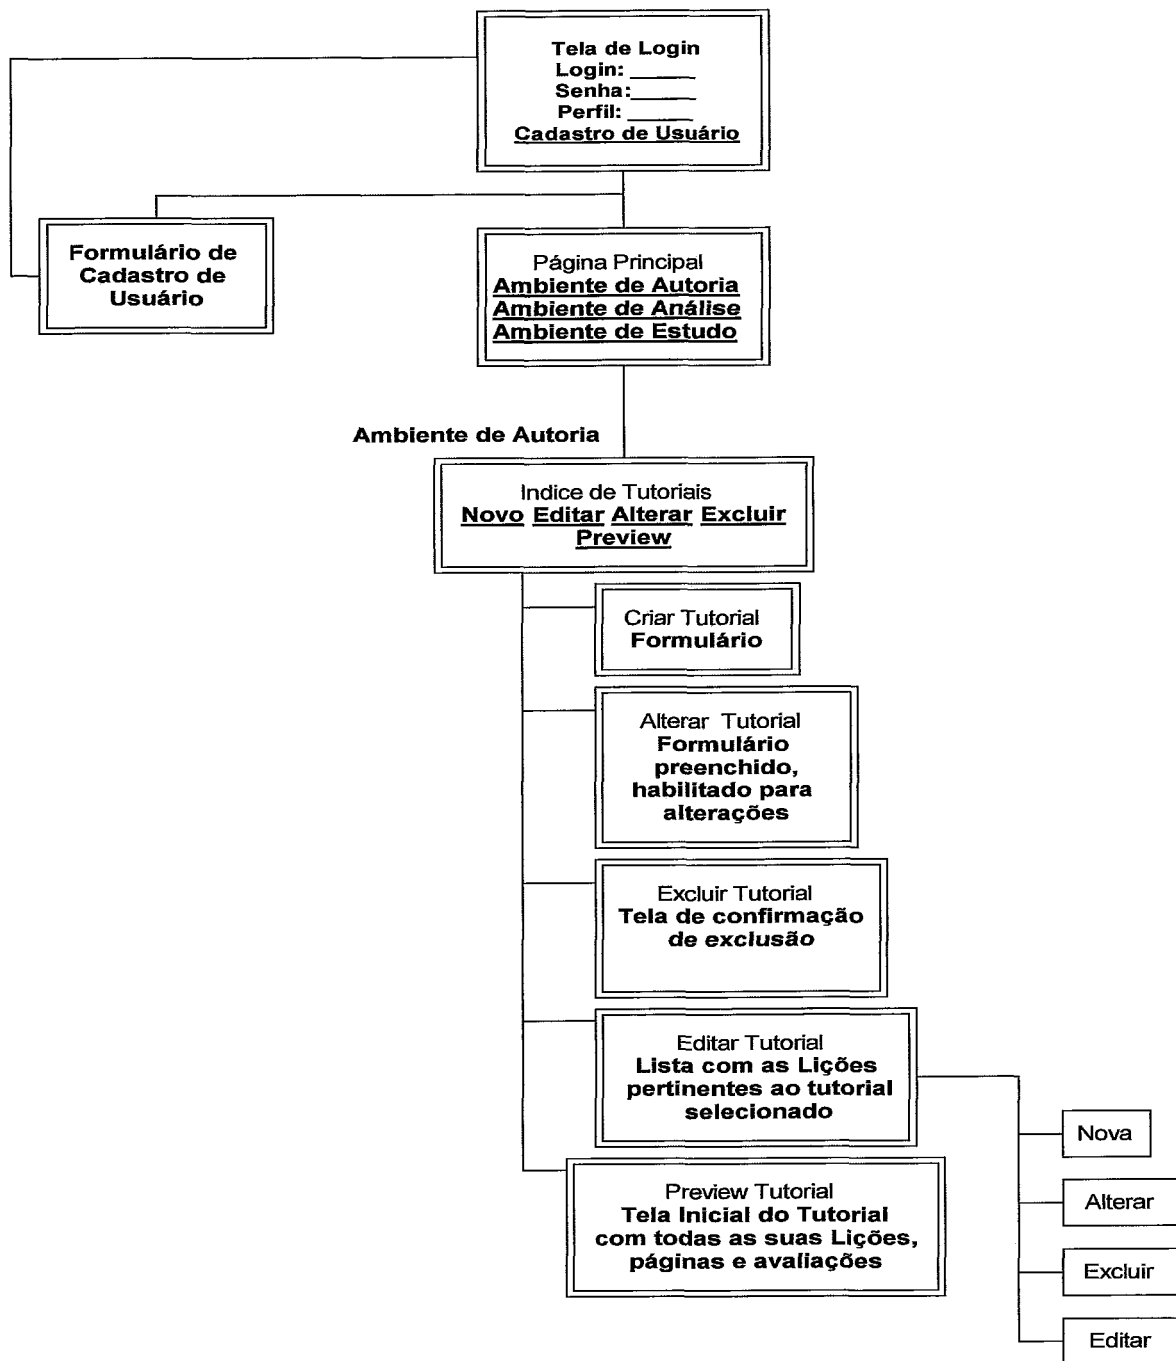 Tela de Login
Login: ______
Senha:______
Perfil: ______
Cadastro de Usuário
Formulário de
Cadastro de
Usuário
Página Principal
Ambiente de Autoria
Ambiente de Análise
Ambiente de Estudo
Ambiente de Autoria
Indice de Tutoriais
Novo Editar Alterar Excluir
Preview
Criar Tutorial
Formulário
Alterar Tutorial
Formulário
preenchido,
habilitado para
alterações
Excluir Tutorial
Tela de confirmação
de exclusão
Editar Tutorial
Lista com as Lições
pertinentes ao tutorial
selecionado
Nova
Alterar
Excluir
Editar
Preview Tutorial
Tela Inicial do Tutorial
com todas as suas Lições,
páginas e avaliações